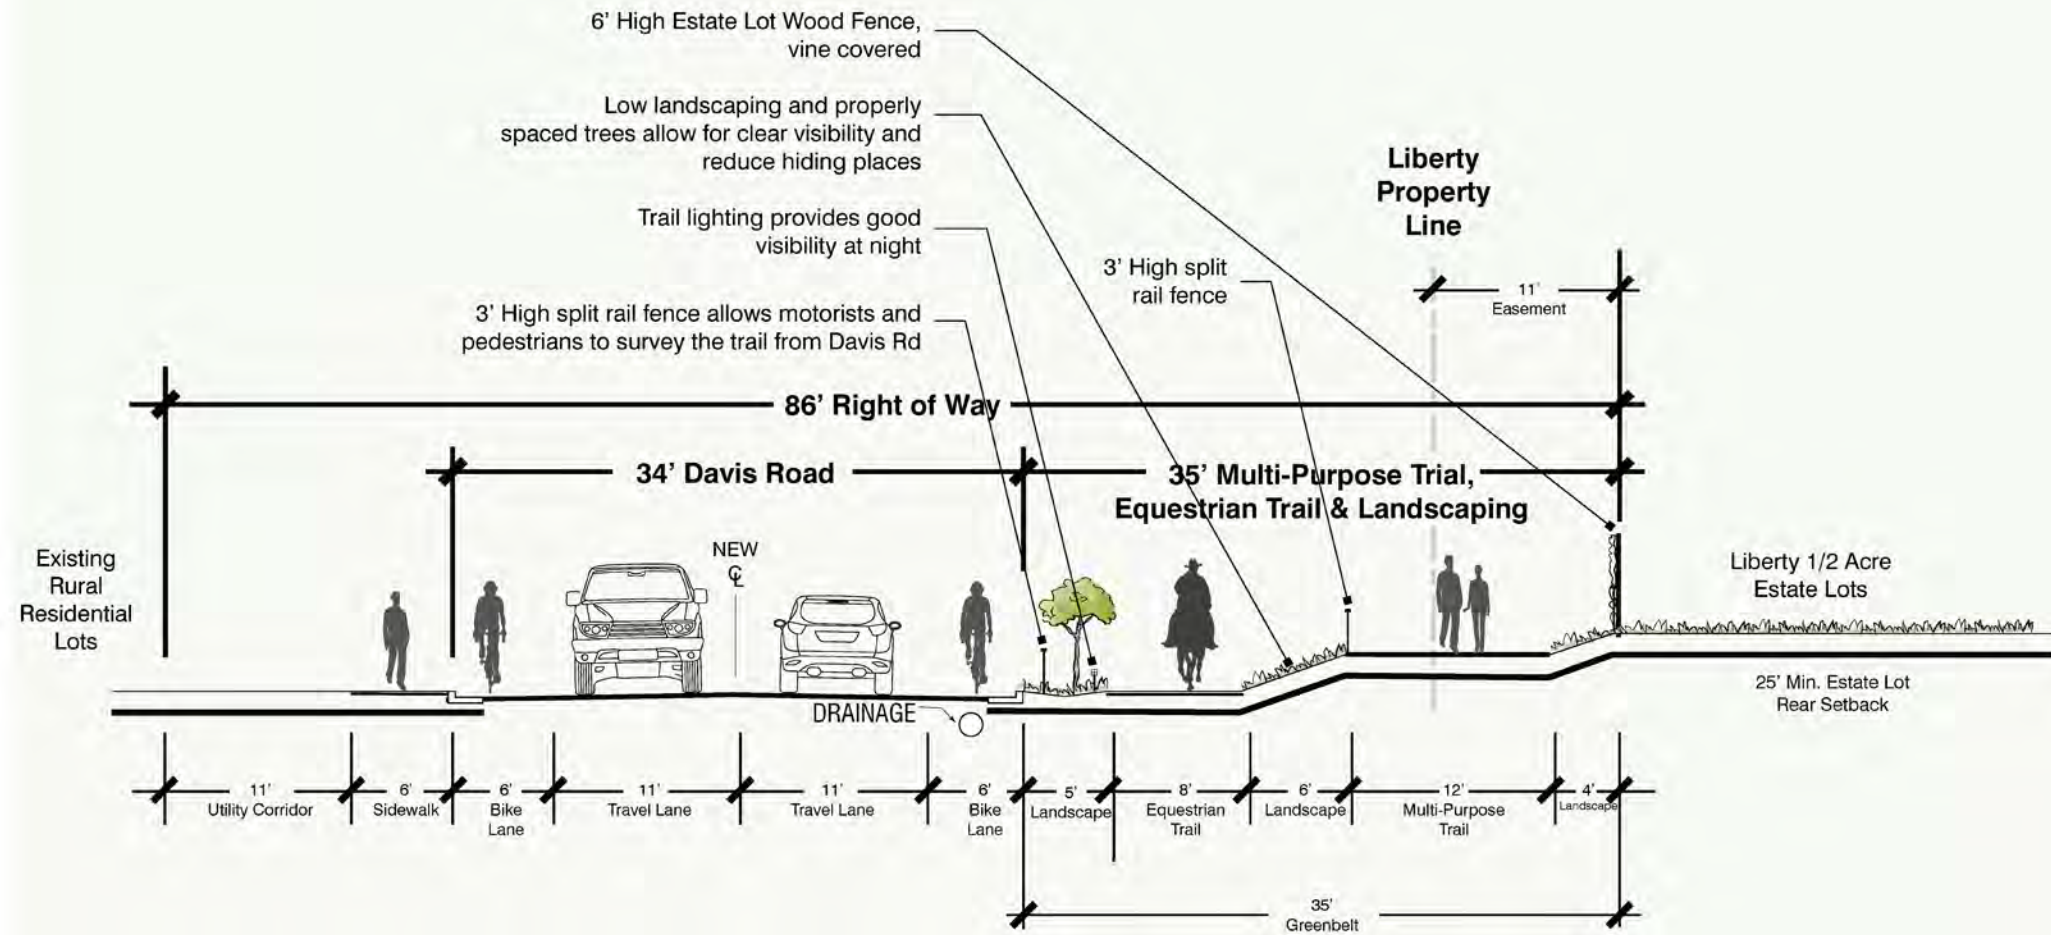 6’ High Estate Lot Wood Fence,
vine covered
Low landscaping and properly
spaced trees allow for clear visibility and
reduce hiding places
Trail lighting provides good
visibility at night
3’ High split rail fence allows motorists and
pedestrians to survey the trail from Davis Rd
3’ High split
rail fence
Liberty
Property
Line
11’
Easement
86’ Right of Way
34’ Davis Road
35’ Multi-Purpose Trial,
Equestrian Trail & Landscaping
Existing
Rural
Residential
Lots
NEW
℄
Liberty 1/2 Acre
Estate Lots
25’ Min. Estate Lot
Rear Setback
DRAINAGE
11’
Utility Corridor
6’
Sidewalk
6’
Bike
Lane
11’
Travel Lane
11’
Travel Lane
6’
Bike
Lane
5’
Landscape
8’
Equestrian
Trail
6’
Landscape
12’
Multi-Purpose
Trail
4’
Landscape
35’
Greenbelt